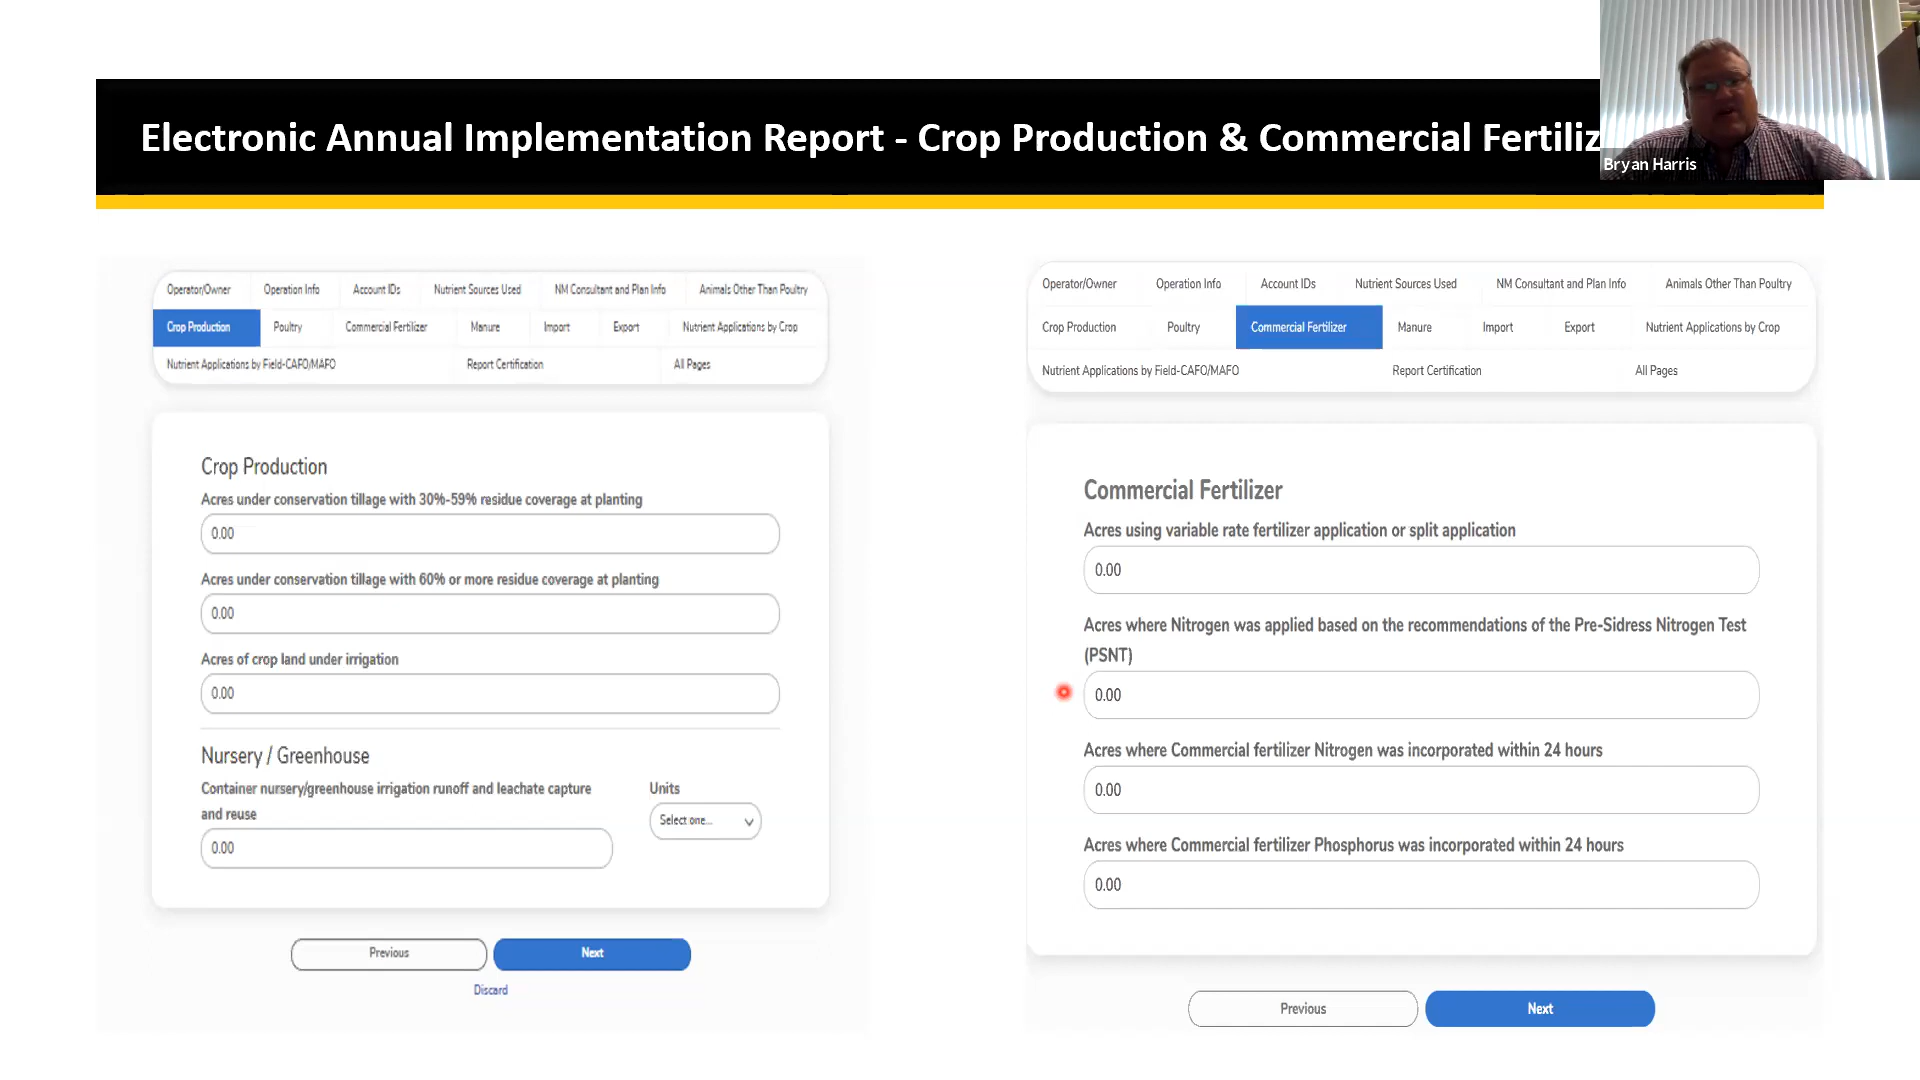 Electronic Annual Implementation Report - Crop Production & Commercial Fertiliz
Bryan Harris
Operator/Owner Operation Info Account IDs Nutrient Sources Used NM Consultant and Plan Info Animals Other Than Poultry
Crop Production Poultry Commercial Fertilizer Manure Import Export Nutrient Applications by Crop
Nutrient Applications by Field-CAFO/MAFO Report Certification All Pages
Crop Production
Acres under conservation tillage with 30%-59% residue coverage at planting
0.00
Acres under conservation tillage with 60% or more residue coverage at planting
0.00
Acres of crop land under irrigation
0.00
Nursery / Greenhouse
Container nursery/greenhouse irrigation runoff and leachate capture
and reuse
Units
0.00
Select one...
Previous Next
Discard
Operator/Owner Operation Info Account IDs Nutrient Sources Used NM Consultant and Plan Info Animals Other Than Poultry
Crop Production Poultry Commercial Fertilizer Manure Import Export Nutrient Applications by Crop
Nutrient Applications by Field-CAFO/MAFO Report Certification All Pages
Commercial Fertilizer
Acres using variable rate fertilizer application or split application
0.00
Acres where Nitrogen was applied based on the recommendations of the Pre-Sidress Nitrogen Test
(PSNT)
0.00
Acres where Commercial fertilizer Nitrogen was incorporated within 24 hours
0.00
Acres where Commercial fertilizer Phosphorus was incorporated within 24 hours
0.00
Previous Next